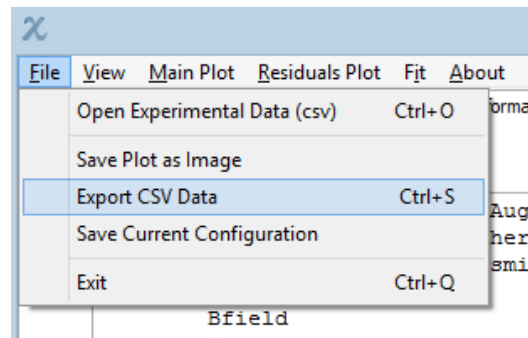 χ
File View Main Plot Residuals Plot Fit About
Open Experimental Data (csv) Ctrl+O
Save Plot as Image
Export CSV Data Ctrl+S
Aug
Save Current Configuration
her
smi
Exit Ctrl+Q
Bfield